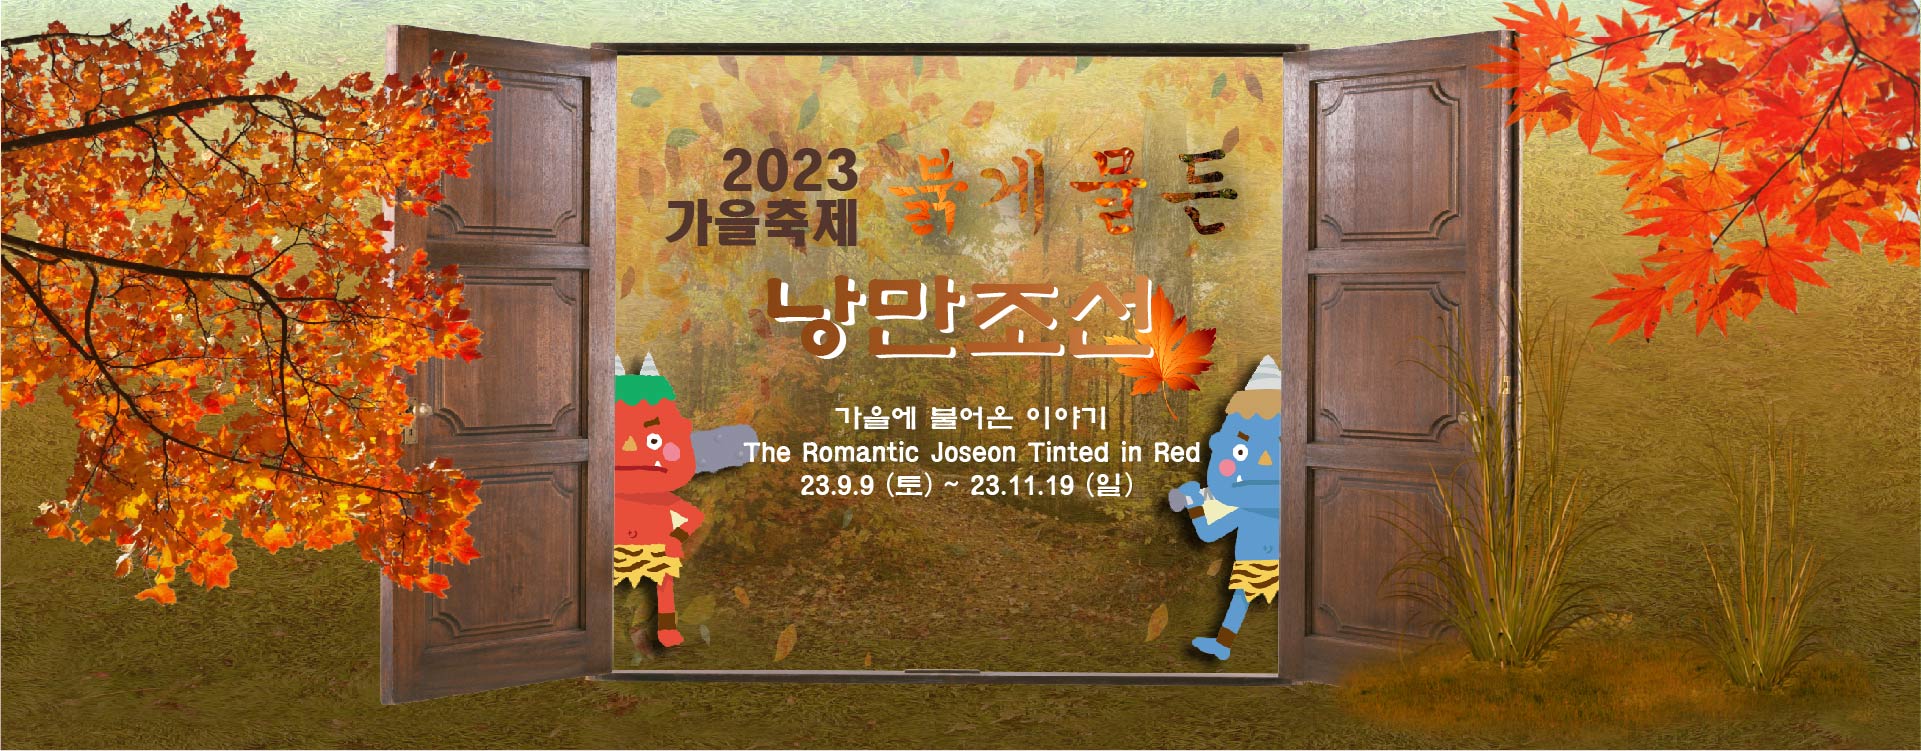 2023
가을축제
붉게물든
낭만조선
가을에 불어온 이야기
The Romantic Joseon Tinted in Red
23.9.9 (토) ~ 23.11.19 (일)